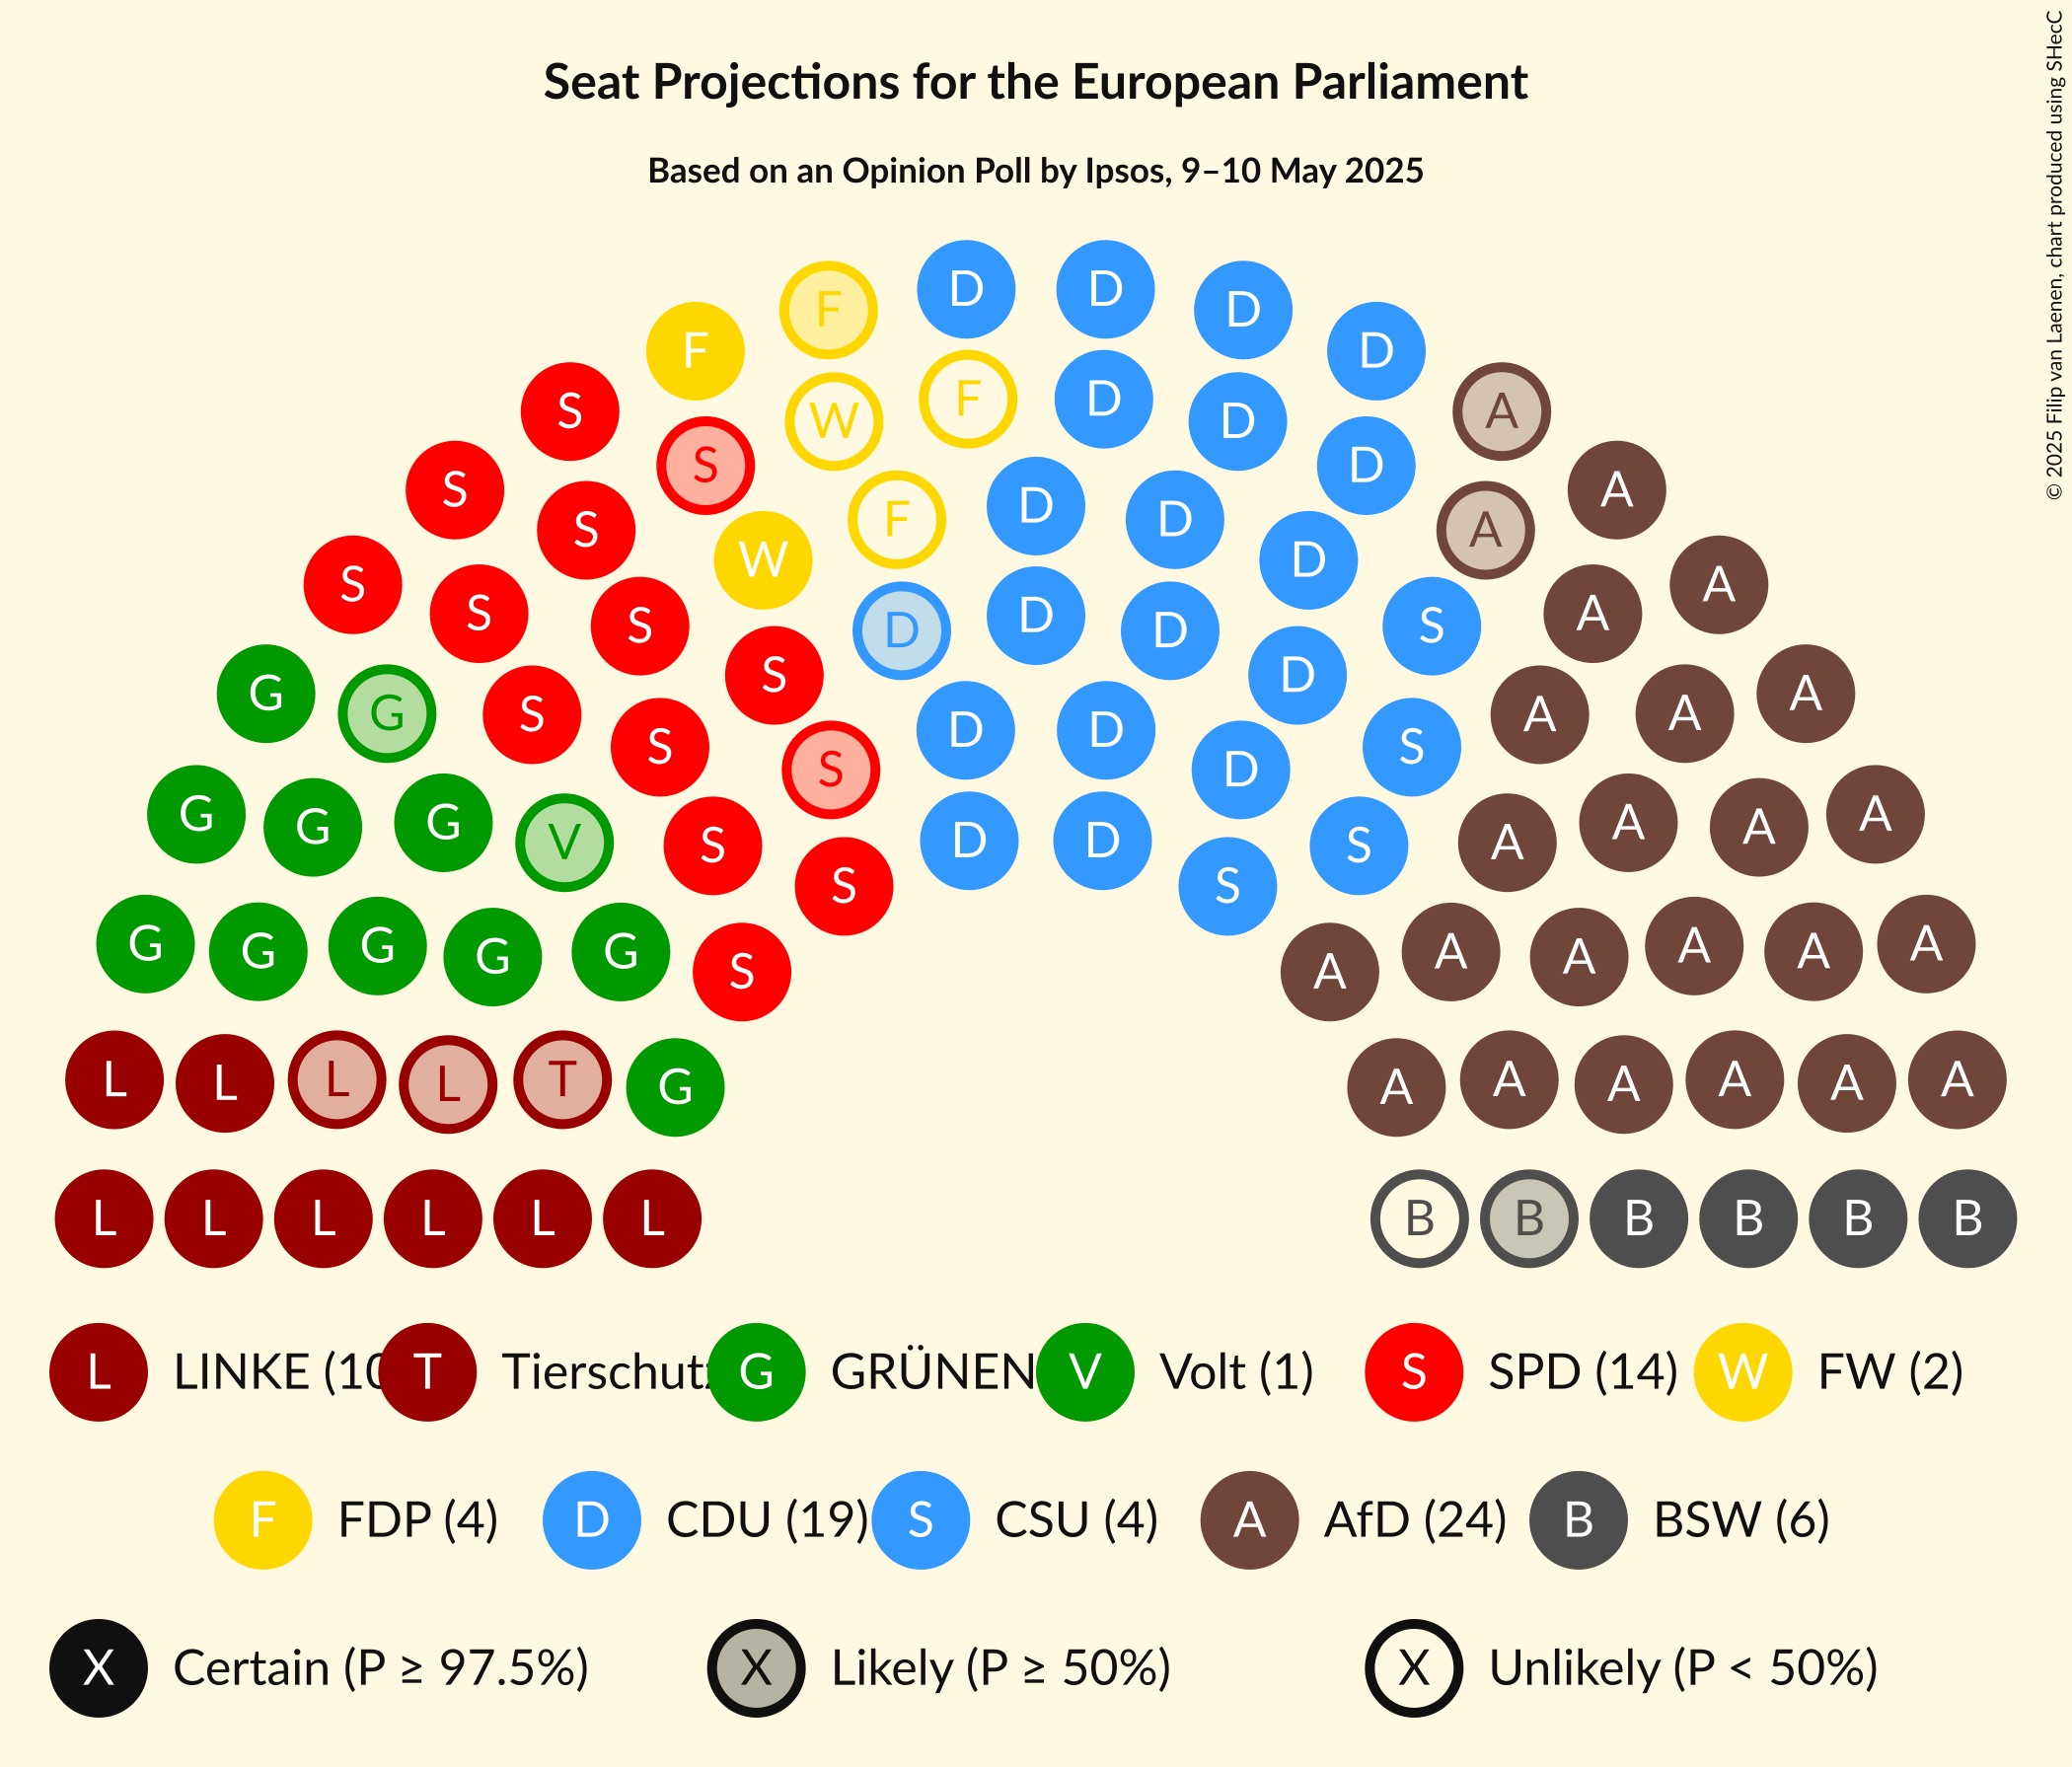 Seat Projections for the European Parliament
Based on an Opinion Poll by Ipsos, 9–10 May 2025
© 2025 Filip van Laenen, chart produced using SHecC
D D
F D
F D
S A
W F D D
S D
S A
F D D
S A
S W D A
S D D D
S A
S S S A
D D
G S D A
G S A A
D D D
S S S
G S D A
G G V A A A
S D D S
S S
G G G G G A A A A A
S A
L L L L T A A A A A
G A
L L L L L L B B B B B B
L LINKE (10 T Tierschutz G GRÜNEN V Volt (1) S SPD (14) W FW (2)
F FDP (4) D CDU (19) S CSU (4) A AfD (24) B BSW (6)
X Certain (P ≥ 97.5%) X Likely (P ≥ 50%) X Unlikely (P < 50%)